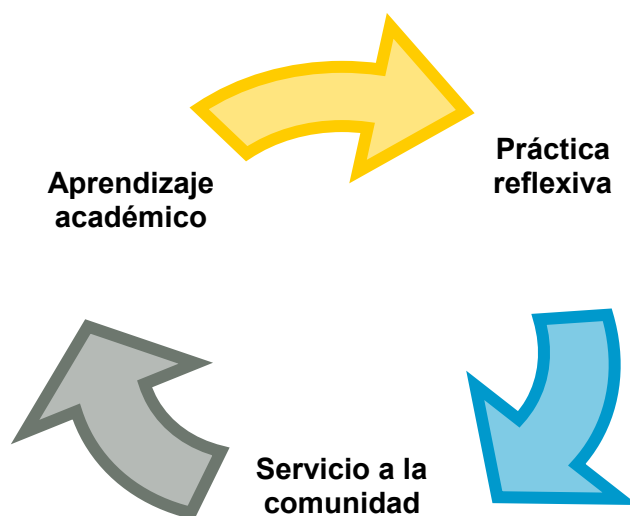 Aprendizaje
académico
Práctica
reflexiva
Servicio a la
comunidad